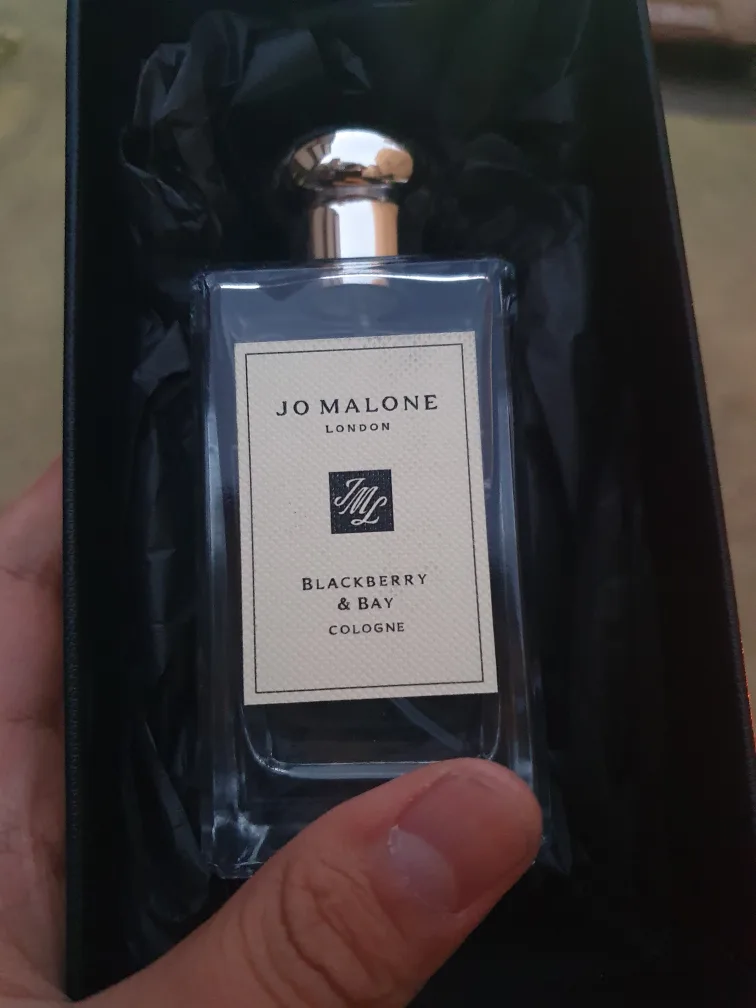 JO MALONE
LONDON
JML
BLACKBERRY
& BAY
COLOGNE